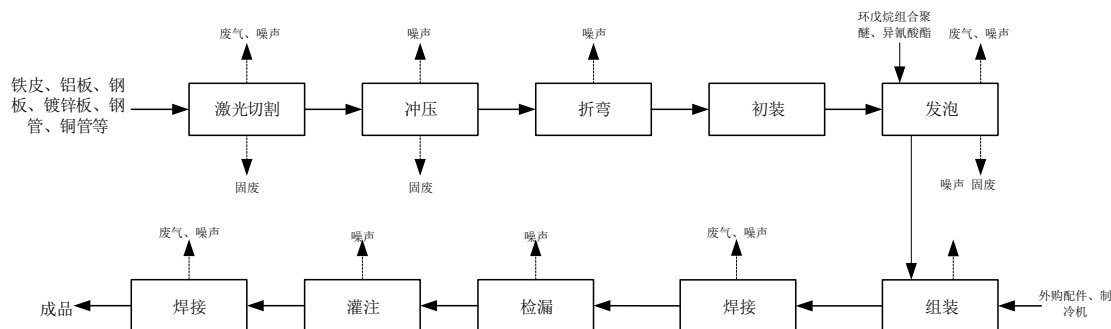 环戊烷组合聚
醚、异氰酸酯
废气、噪声
噪声
噪声
废气、噪声
铁皮、铝板、钢
板、镀锌板、钢
管、铜管等
激光切割
冲压
折弯
初装
发泡
固废
固废
噪声 固废
废气、噪声
噪声
噪声
废气、噪声
成品
焊接
灌注
检漏
焊接
组装
外购配件、制
冷机